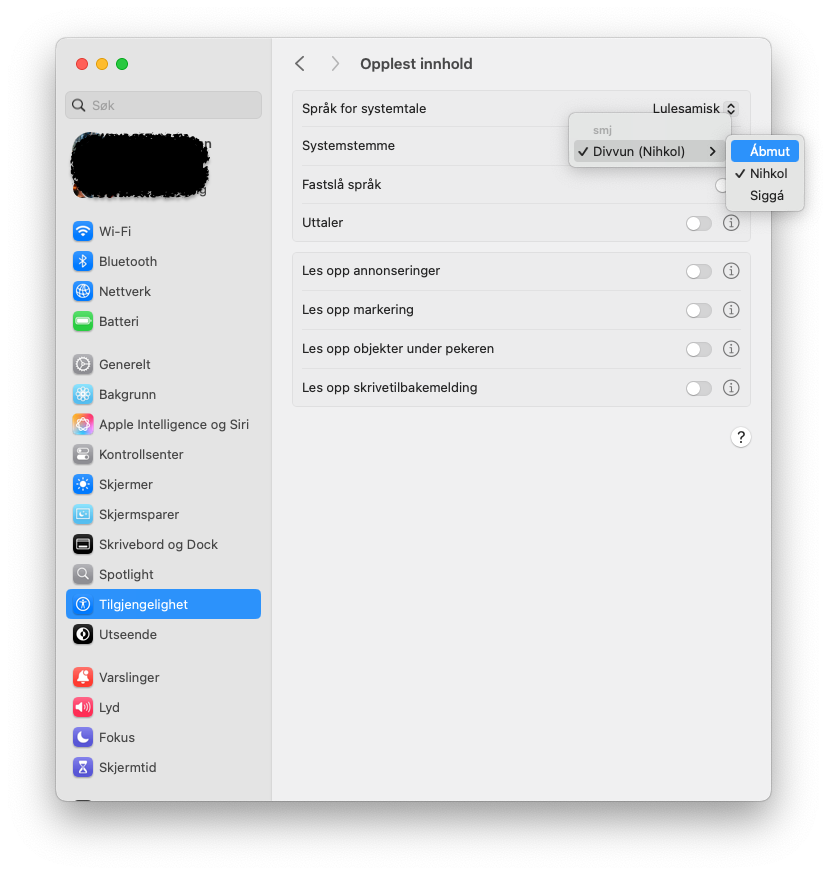 Opplest innhold
Søk
Wi-Fi
Bluetooth
Nettverk
Batteri
Generelt
Bakgrunn
Apple Intelligence og Siri
Kontrollsenter
Skjermer
Skjermsparer
Skrivebord og Dock
Spotlight
Tilgjengelighet
Utseende
Varslinger
Lyd
Fokus
Skjermtid
Språk for systemtale Lulesamisk
Systemstemme
smj
Divvun (Nihkol)
Ábmut
Nihkol
Siggá
Fastslå språk
Uttaler
Les opp annonseringer
Les opp markering
Les opp objekter under pekeren
Les opp skrivetilbakemelding
?